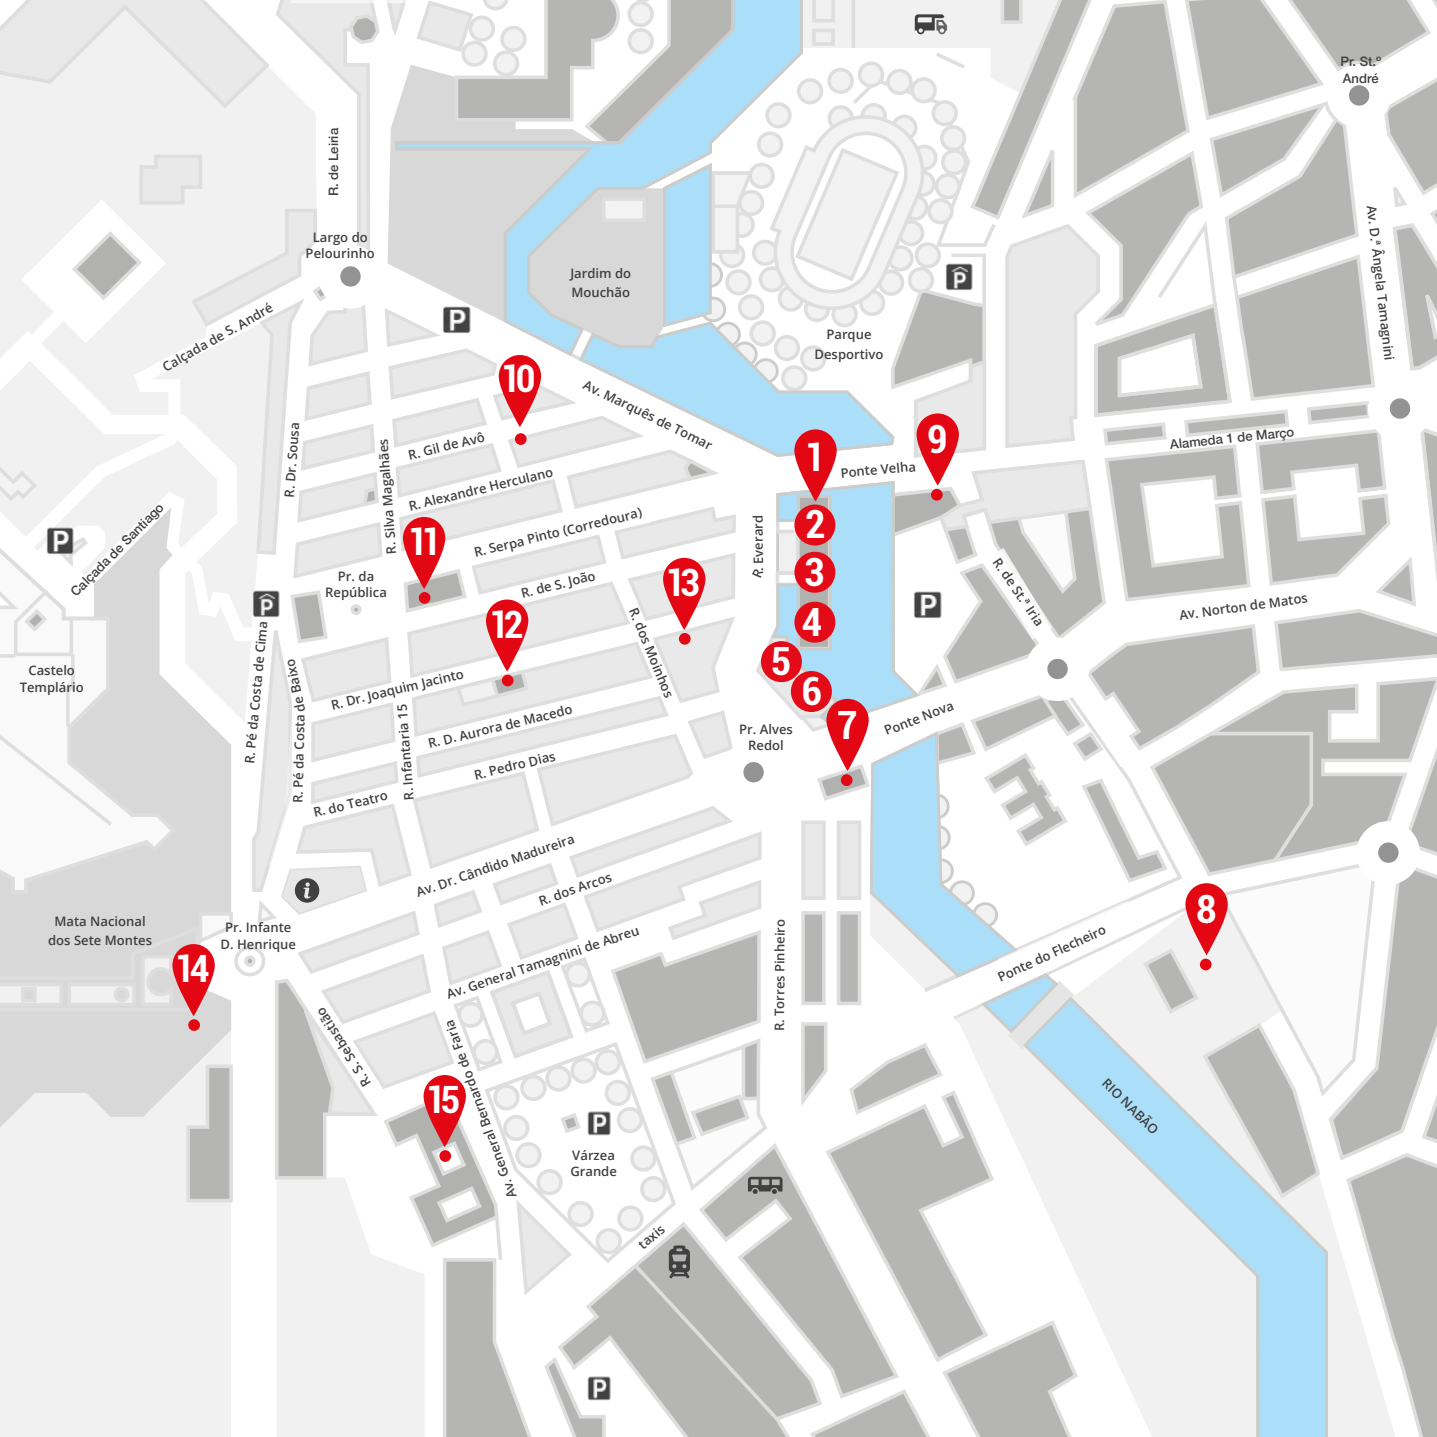 Pr. St.º
André
R. de Leiria
Largo do
Pelourinho
Jardim do
Mouchão
P
P
Av. D.ª Ângela Tamagnini
Calçada de S. André
Parque
Desportivo
10
Av. Marquês de Tomar
R. Dr. Sousa
R. Gil de Avô
1
Ponte Velha
9
Alameda 1 de Março
R. Silva Magalhães
R. Alexandre Herculano
2
R. Serpa Pinto (Corredoura)
R. Everard
P
Calçada de Santiago
11
3
13
Pr. da
República
R. de S. João
R. de St.ª Iria
P
P
Av. Norton de Matos
12
4
R. dos Moinhos
Castelo
Templário
R. Pé da Costa de Cima
R. Pé da Costa de Baixo
R. Dr. Joaquim Jacinto
5
6
R. Infantaria 15
R. D. Aurora de Macedo
Pr. Alves
Redol
7
Ponte Nova
R. Pedro Dias
R. do Teatro
Av. Dr. Cândido Madureira
i
R. dos Arcos
8
Mata Nacional
dos Sete Montes
Pr. Infante
D. Henrique
Av. General Tamagnini de Abreu
R. Torres Pinheiro
Ponte do Flecheiro
14
R. S. Sebastião
Av. General Bernardo de Faria
15
P
Várzea
Grande
RIO NABÃO
taxis
P